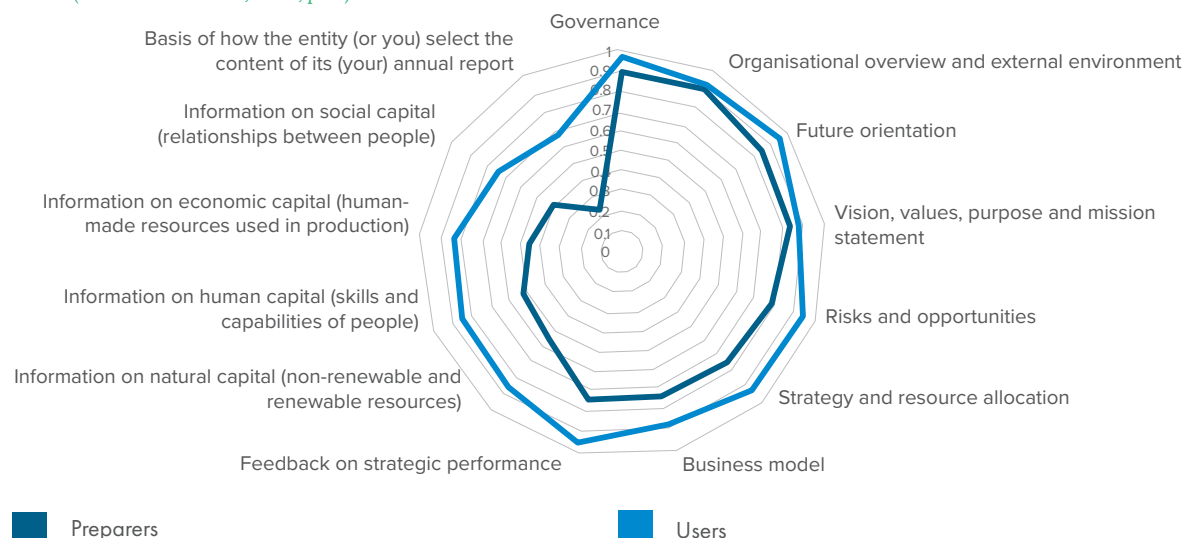 Governance
Basis of how the entity (or you) select the
content of its (your) annual report
Organisational overview and external environment
Information on social capital
(relationships between people)
Future orientation
Information on economic capital (human-
made resources used in production)
Vision, values, purpose and mission
statement
Information on human capital (skills and
capabilities of people)
Risks and opportunities
Information on natural capital (non-renewable and
renewable resources)
Strategy and resource allocation
Feedback on strategic performance
Business model
1
0.9
0.8
0.7
0.6
0.5
0.4
0.3
0.2
0.1
0
Preparers
Users